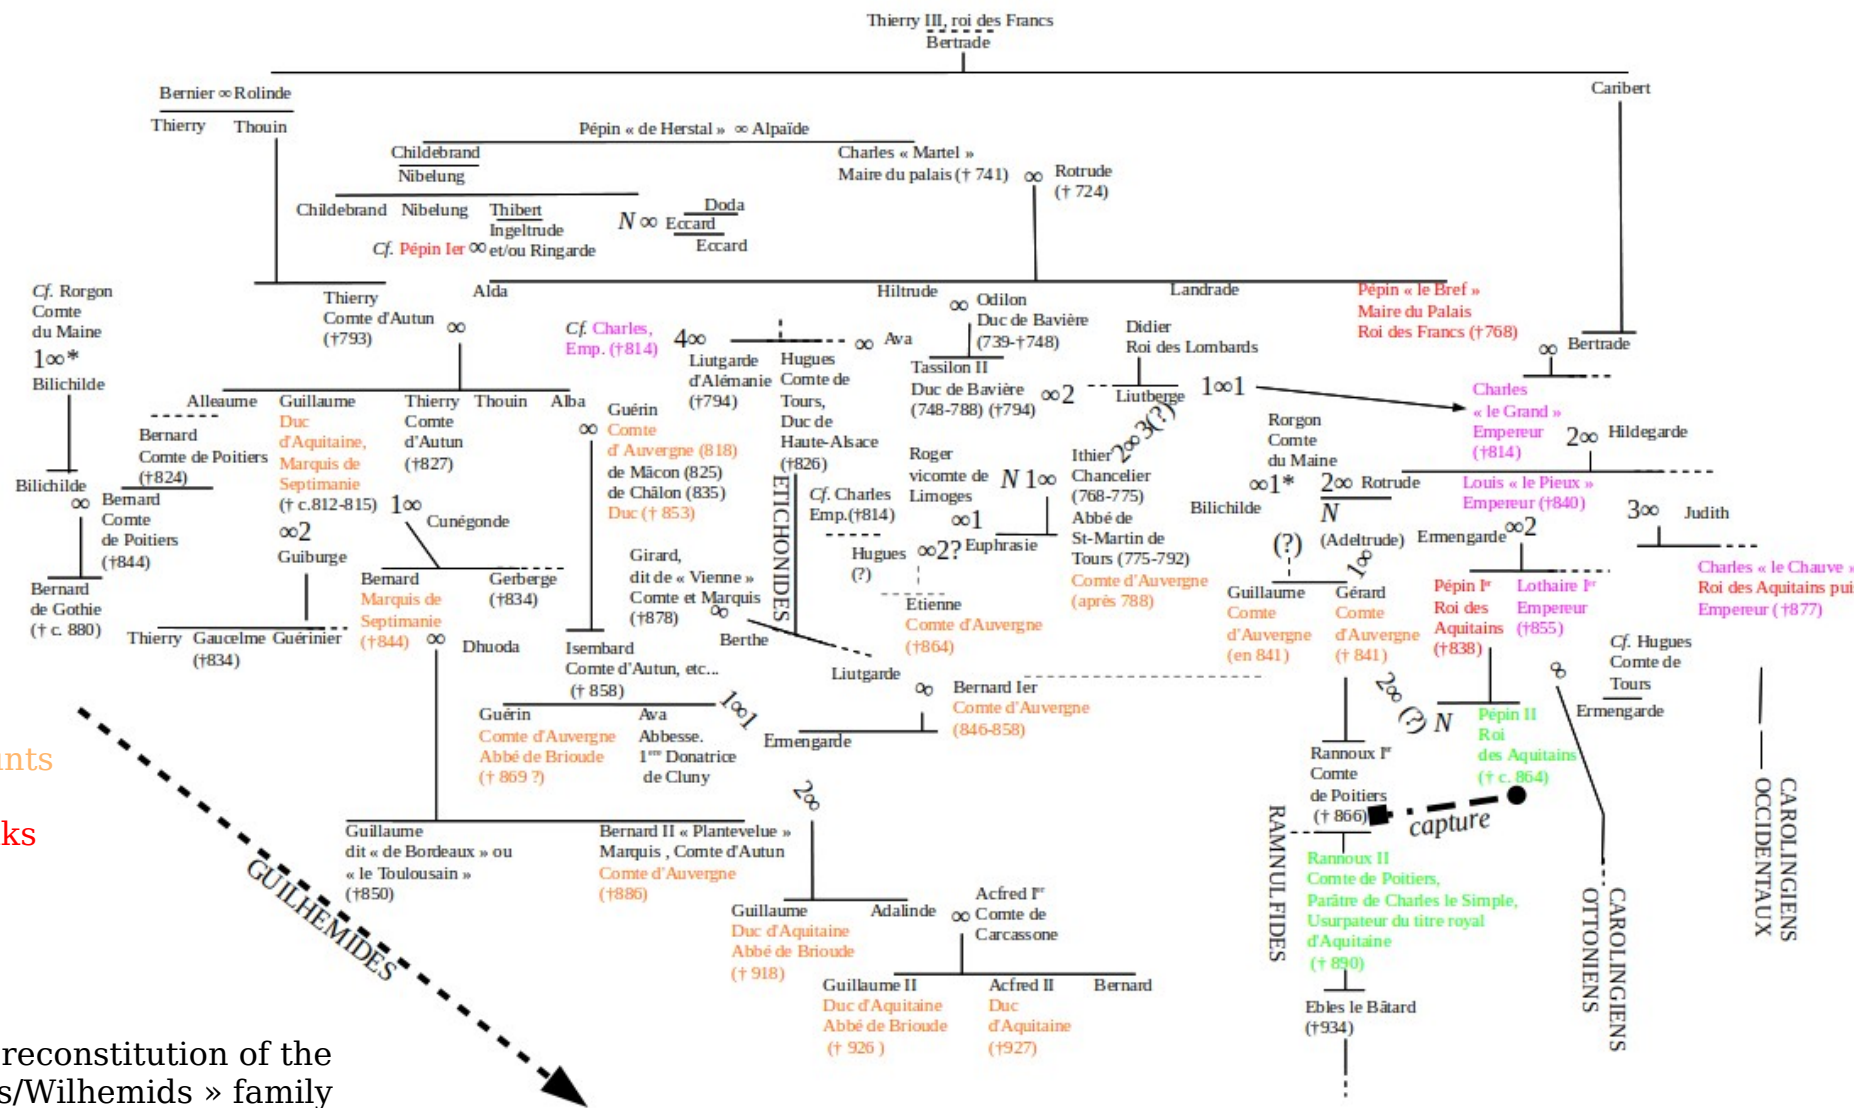 Thierry III, roi des Francs
Bertrade
Bernier ∞ Rolinde
Caribert
Thierry Thouin
Pépin « de Herstal » ∞ Alpaïde
Childebrand
Nibelung
Charles « Martel »
Maire du palais († 741)
∞
Rotrude
(† 724)
Childebrand Nibelung Thibert
Ingeltrude
et/ou Ringarde
Cf. Pépin Ier ∞
N ∞
Doda
Eccard
Eccard
Cf. Rorgon
Comte
du Maine
1∞*
Bilichilde
Thierry
Comte d'Autun
(†793)
∞
Alda
Hiltrude
∞
Odilon
Duc de Bavière
(739-†748)
Landrade
Pépin « le Bref »
Maire du Palais
Roi des Francs (†768)
∞ Bertrade
Cf. Charles,
Emp. (†814)
4∞
Liutgarde
d'Alémanie
(†794)
Hugues
Comte de
Tours,
Duc de
Haute-Alsace
(†826)
∞ Ava
Tassilon II
Duc de Bavière
(748-788) (†794)
∞2
Didier
Roi des Lombards
Liutberge
1∞1
2∞3(?)
Charles
« le Grand »
Empereur
(†814)
2∞ Hildegarde
Alleaume
Guillaume
Duc
d'Aquitaine,
Marquis de
Septimanie
(† c.812-815)
∞2
Guiburge
Thierry
Comte
d'Autun
(†827)
1∞
Cunégonde
Thouin
Alba
∞
Guérin
Comte
d' Auvergne (818)
de Mâcon (825)
de Châlon (835)
Duc († 853)
Bernard
Comte de Poitiers
(†824)
Bilichilde
∞
Bernard
Comte
de Poitiers
(†844)
Bernard
de Gothie
(† c. 880)
ETICHONIDES
Cf. Charles
Emp.(†814)
Hugues
(?)
∞2?
Roger
vicomte de
Limoges
∞1
Euphrasie
N 1∞
Ithier
Chancelier
(768-775)
Abbé de
St-Martin de
Tours (775-792)
Comte d'Auvergne
(après 788)
Etienne
Comte d'Auvergne
(†864)
Rorgon
Comte
du Maine
∞1*
Bilichilde
2∞ Rotrude
N
(Adeltrude)
(?)
1∞
Louis « le Pieux »
Empereur (†840)
Ermengarde
∞2
3∞
Judith
Guillaume
Comte
d'Auvergne
(en 841)
Gérard
Comte
d'Auvergne
(† 841)
Pépin Ier
Roi des
Aquitains
(†838)
Lothaire Ier
Empereur
(†855)
Charles « le Chauve »
Roi des Aquitains pui
Empereur (†877)
Thierry Gaucelme Guérinier
(†834)
Bernard
Marquis de
Septimanie
(†844)
∞
Dhuoda
Gerberge
(†834)
Girard,
dit de « Vienne »
Comte et Marquis
(†878)
∞
Berthe
Isembard
Comte d'Autun, etc...
(† 858)
Liutgarde
∞
Bernard Ier
Comte d'Auvergne
(846-858)
2∞ (?)
N
Pépin II
Roi
des Aquitains
(† c. 864)
∞
Cf. Hugues
Comte de
Tours
Ermengarde
Guérin
Comte d'Auvergne
Abbé de Brioude
(† 869 ?)
Ava
Abbesse.
1ère Donatrice
de Cluny
1∞1
Ermengarde
2∞
Rannoux Ier
Comte
de Poitiers
(† 866)
capture
nts
ks
Guillaume
dit « de Bordeaux » ou
« le Toulousain »
(†850)
Bernard II « Plantevelue »
Marquis , Comte d'Autun
Comte d'Auvergne
(†886)
GUILHEMIDES
RAMNULFIDES
Rannoux II
Comte de Poitiers,
Parâtre de Charles le Simple,
Usurpateur du titre royal
d'Aquitaine
(† 890)
Ebles le Bâtard
(†934)
CAROLINGIENS
OTTONIENS
CAROLINGIENS
OCCIDENTAUX
Guillaume
Duc d'Aquitaine
Abbé de Brioude
(† 918)
Adalinde
∞
Acfred Ier
Comte de
Carcassone
Guillaume II
Duc d'Aquitaine
Abbé de Brioude
(† 926 )
Acfred II
Duc
d'Aquitaine
(†927)
Bernard
reconstitution of the
s/Wilhemids » family